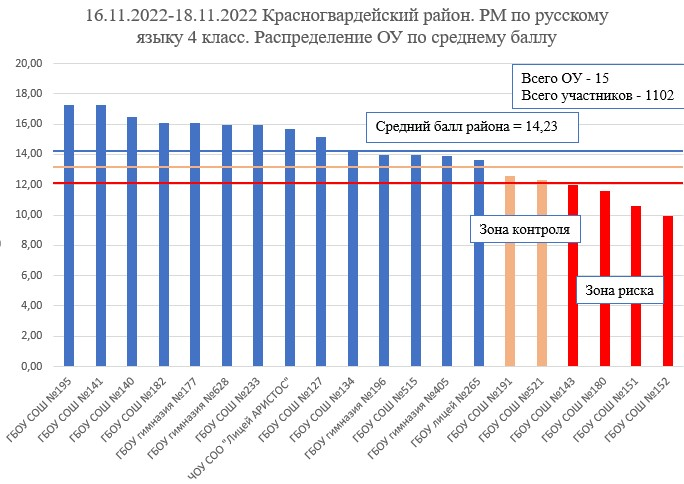 16.11.2022-18.11.2022 Красногвардейский район. РМ по русскому
языку 4 класс. Распределение ОУ по среднему баллу
20,00
18,00
16,00
14,00
12,00
10,00
8,00
6,00
4,00
2,00
0,00
Всего ОУ - 15
Всего участников - 1102
Средний балл района = 14,23
Зона контроля
Зона риска
ГБОУ СОШ №195
ГБОУ СОШ №141
ГБОУ СОШ №140
ГБОУ СОШ №182
ГБОУ гимназия №177
ГБОУ гимназия №628
ГБОУ СОШ №233
ЧОУ СОО "Лицей АРИСТОС"
ГБОУ СОШ №127
ГБОУ СОШ №134
ГБОУ гимназия №196
ГБОУ СОШ №515
ГБОУ гимназия №405
ГБОУ лицей №265
ГБОУ СОШ №191
ГБОУ СОШ №521
ГБОУ СОШ №143
ГБОУ СОШ №180
ГБОУ СОШ №151
ГБОУ СОШ №152